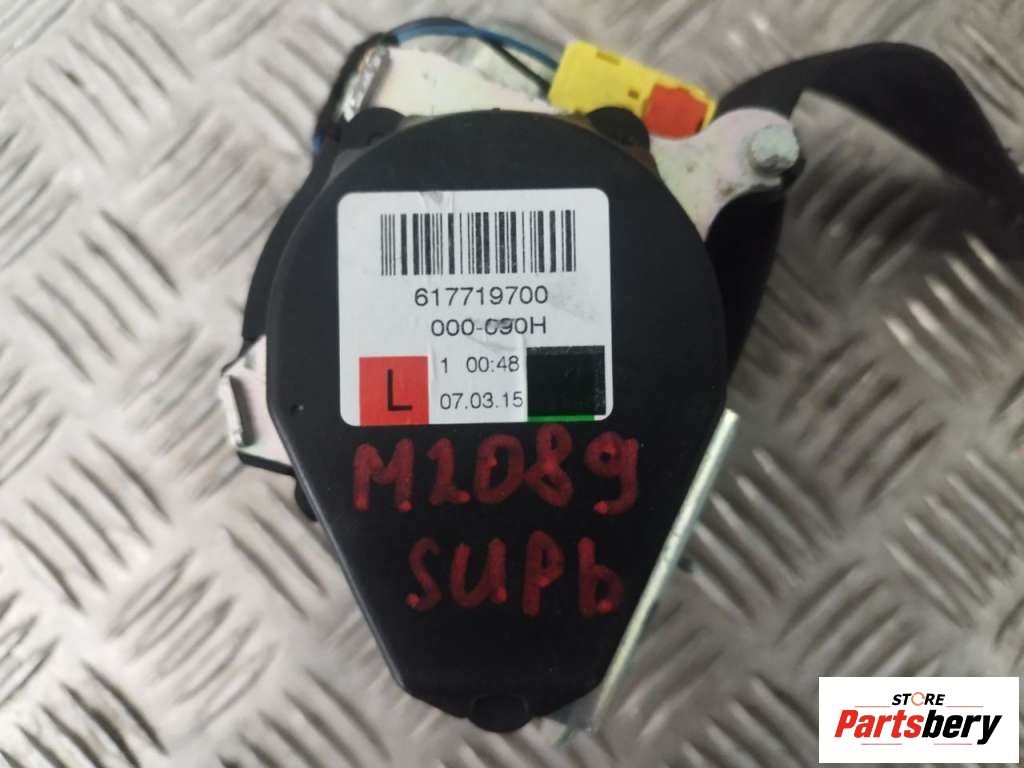 617719700
000-090H
L
1 00:48
07.03.15
M2089
SUPb
STORE
Partsbery